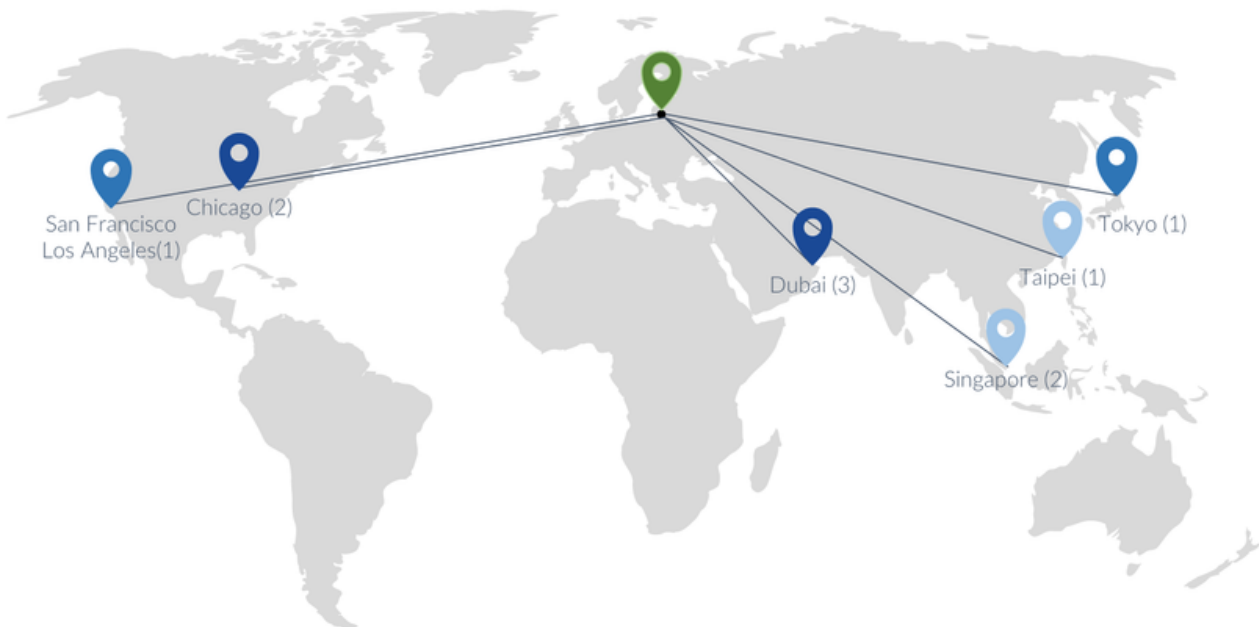 San Francisco
Los Angeles(1)
Chicago (2)
Dubai (3)
Tokyo (1)
Taipei (1)
Singapore (2)